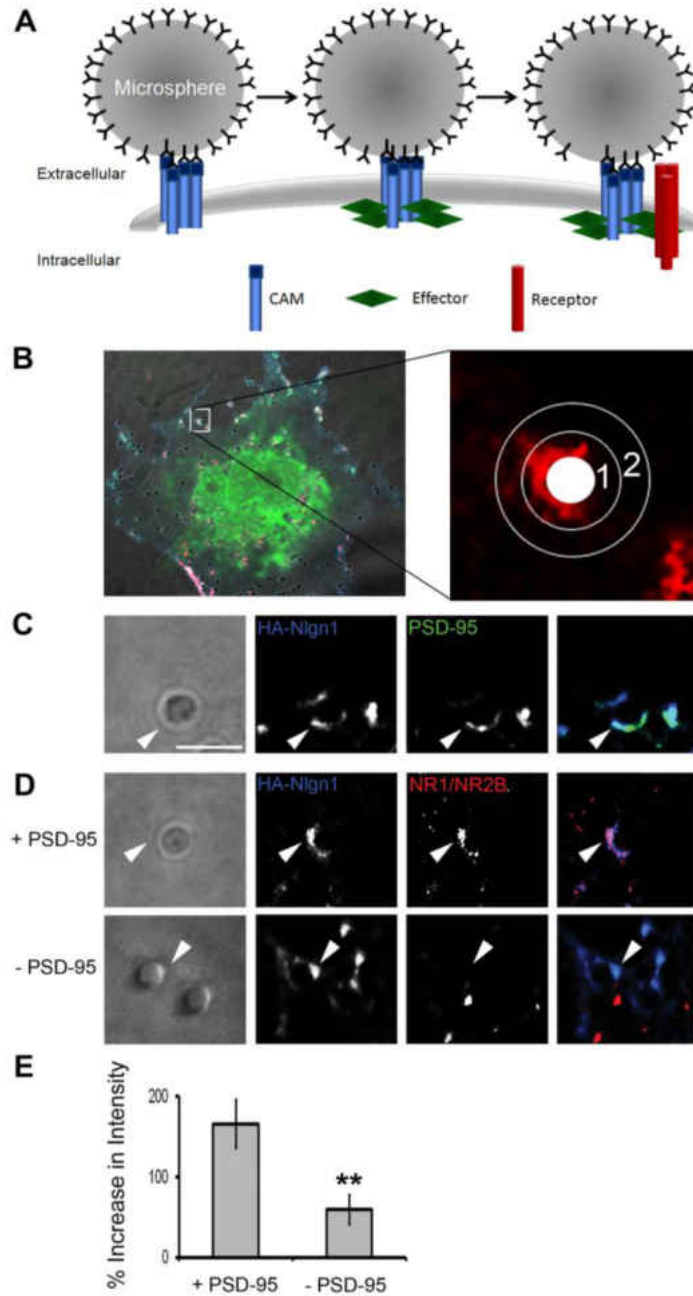 A
Microsphere
Extracellular
Intracellular
CAM
Effector
Receptor
B
1
2
C
HA-Nlgn1
PSD-95
D
HA-Nlgn1
NR1/NR2B
+ PSD-95
- PSD-95
E
% Increase in Intensity
200
100
0
**
+ PSD-95
- PSD-95